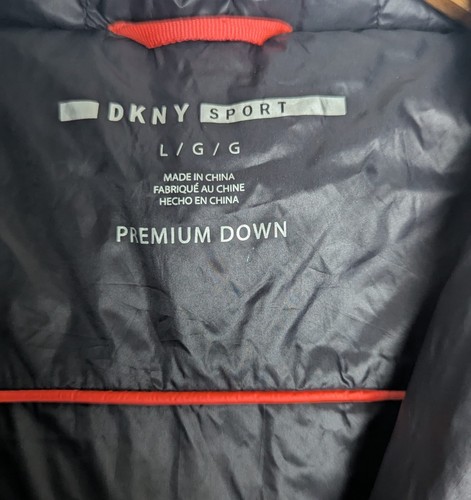 DKNY SPORT
L / G / G
MADE IN CHINA
FABRIQUÉ AU CHINE
HECHO EN CHINA
PREMIUM DOWN